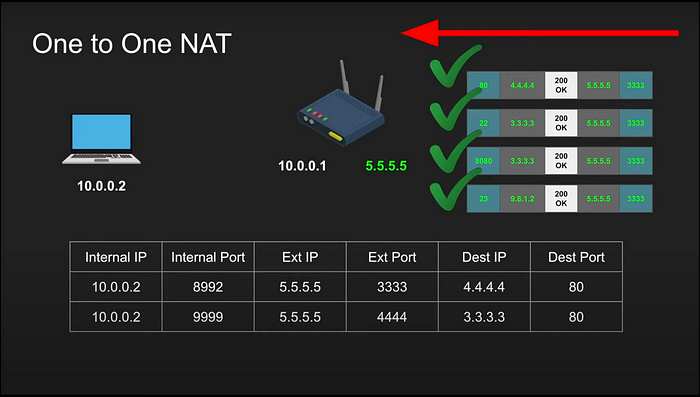 One to One NAT
80 4.4.4.4 200 OK 5.5.5.5 3333
22 3.3.3.3 200 OK 5.5.5.5 3333
8080 3.3.3.3 200 OK 5.5.5.5 3333
23 9.8.1.2 200 OK 5.5.5.5 3333
10.0.0.1 5.5.5.5
10.0.0.2
Internal IP Internal Port Ext IP Ext Port Dest IP Dest Port
10.0.0.2 8992 5.5.5.5 3333 4.4.4.4 80
10.0.0.2 9999 5.5.5.5 4444 3.3.3.3 80